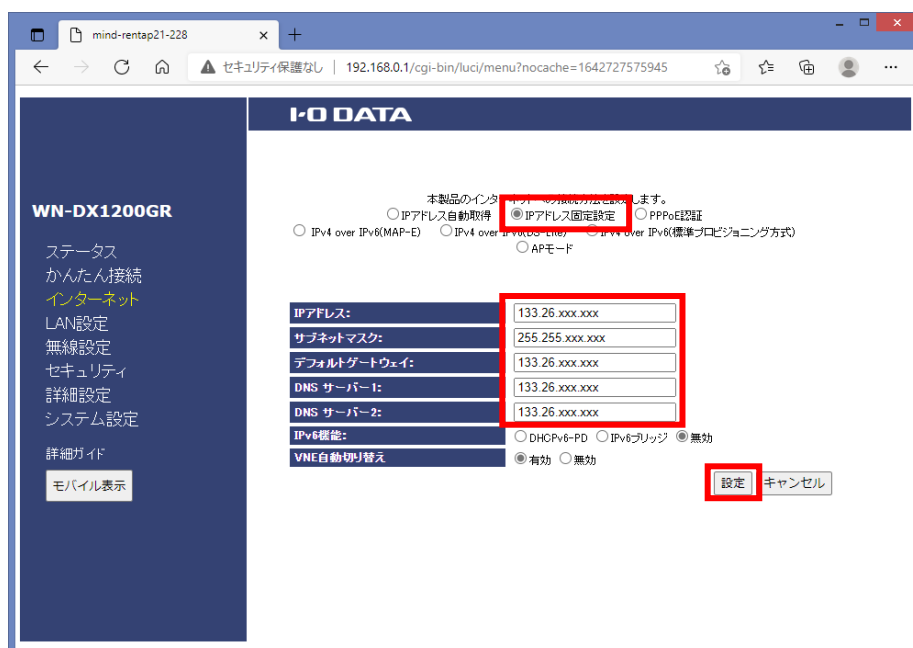 mind-rentap21-228
セキュリティ保護なし | 192.168.0.1/cgi-bin/luci/menu?nocache=1642727575945
I-O DATA
WN-DX1200GR
ステータス
かんたん接続
インターネット
LAN設定
無線設定
セキュリティ
詳細設定
システム設定
詳細ガイド
モバイル表示
本製品のインターネットへの接続方法を設定します。
IPアドレス自動取得 IPアドレス固定設定 PPPoE認証
IPv4 over IPv6(MAP-E) IPv4 over IPv6(DS-Lite) IPv4 over IPv6(標準プロビジョニング方式)
APモード
IPアドレス: 133.26.xxx.xxx
サブネットマスク: 255.255.xxx.xxx
デフォルトゲートウェイ: 133.26.xxx.xxx
DNS サーバー1: 133.26.xxx.xxx
DNS サーバー2: 133.26.xxx.xxx
IPv6機能: DHCPv6-PD IPv6ブリッジ 無効
VNE自動切り替え 有効 無効
設定 キャンセル